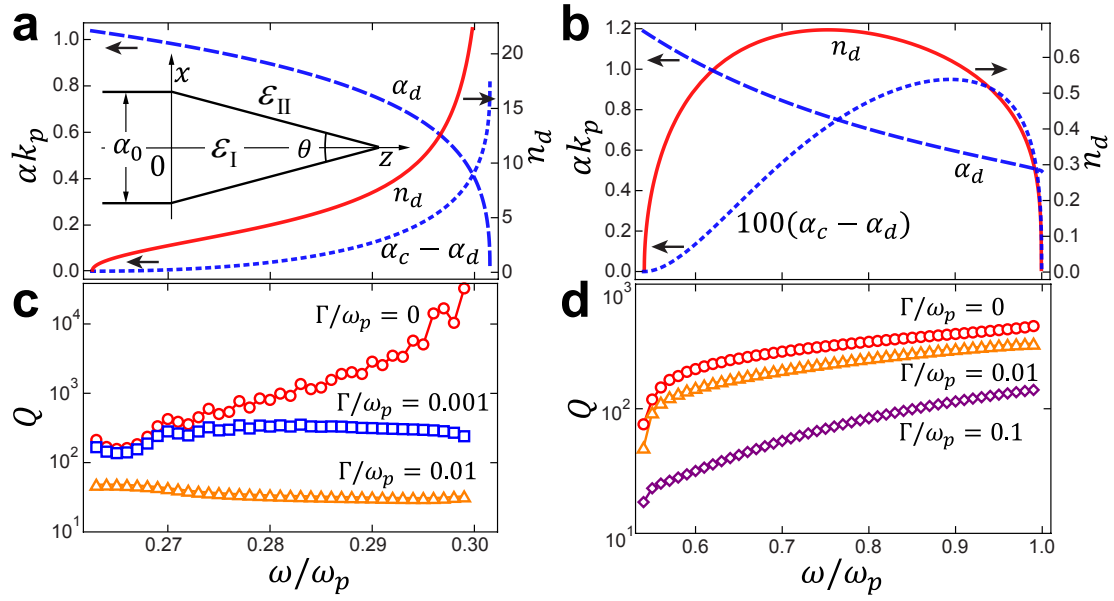 a
1.0
0.8
0.6
0.4
0.2
0.0
αk_p
x
α_0
0
ε_I
ε_II
θ
z
α_d
n_d
α_c − α_d
20
15
10
5
0
n_d
b
1.2
1.0
0.8
0.6
0.4
0.2
0.0
αk_p
n_d
α_d
100(α_c − α_d)
0.6
0.5
0.4
0.3
0.2
0.1
0.0
n_d
c
10^4
10^3
10^2
10^1
Q
Γ/ω_p = 0
Γ/ω_p = 0.001
Γ/ω_p = 0.01
0.27 0.28 0.29 0.30
ω/ω_p
d
10^3
10^2
10^1
Q
Γ/ω_p = 0
Γ/ω_p = 0.01
Γ/ω_p = 0.1
0.6 0.7 0.8 0.9 1.0
ω/ω_p